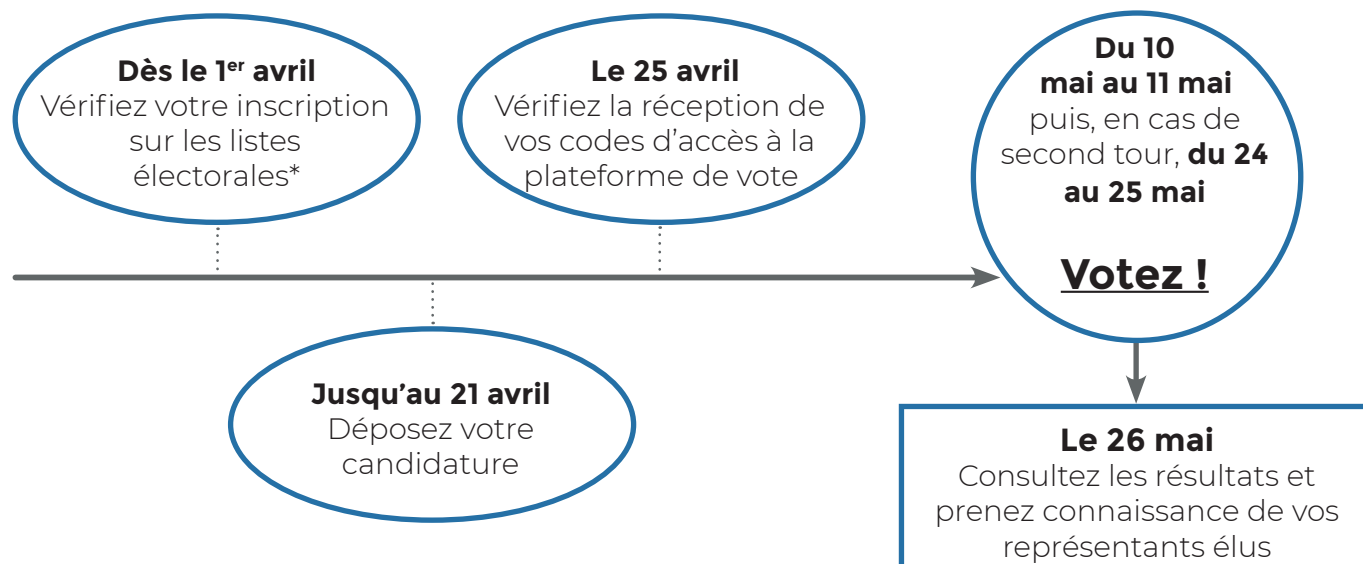 Dès le 1er avril
Vérifiez votre inscription
sur les listes
électorales*
Le 25 avril
Vérifiez la réception de
vos codes d’accès à la
plateforme de vote
Du 10
mai au 11 mai
puis, en cas de
second tour, du 24
au 25 mai
Votez !
Jusqu’au 21 avril
Déposez votre
candidature
Le 26 mai
Consultez les résultats et
prenez connaissance de vos
représentants élus